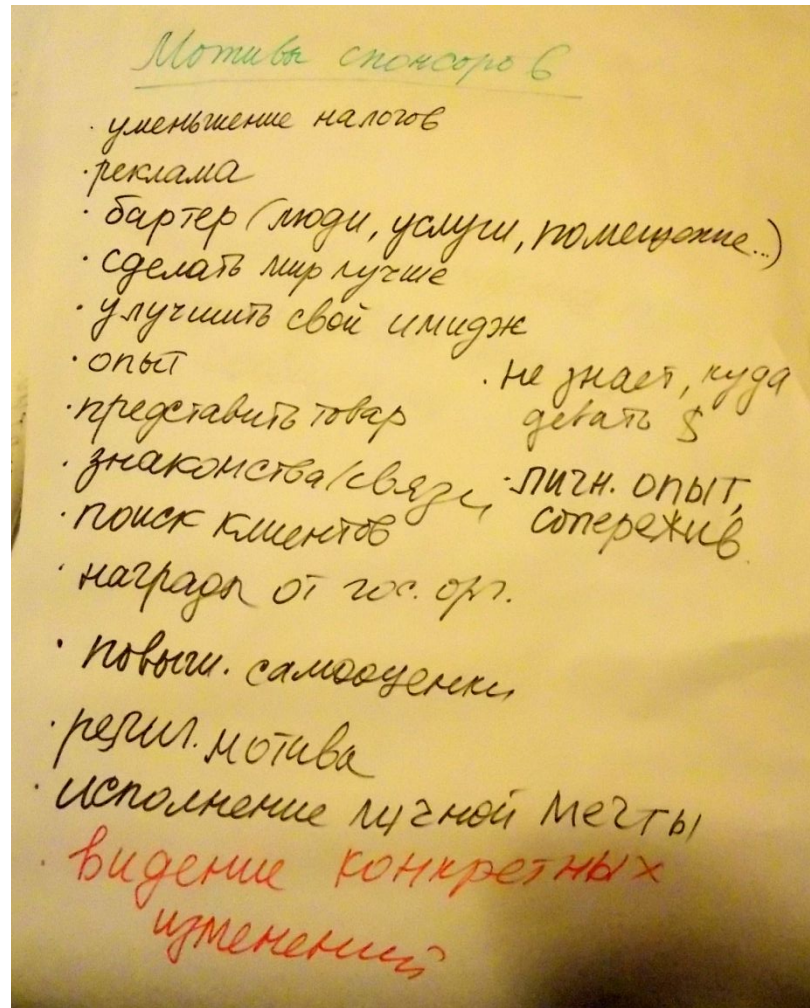 Мотивы спонсоров
· уменьшение налогов
· реклама
· бартер (люди, услуги, помещение...)
· сделать мир лучше
· улучшить свой имидж
· опыт
· представить товар
· знакомства/связи
· поиск клиентов
· награды от гос. орг.
· не знает, куда
девать $
· личн. опыт,
сопережив.
· повыш. самооценки
· религ. мотива
· исполнение личной мечты
· видение конкретных
изменений